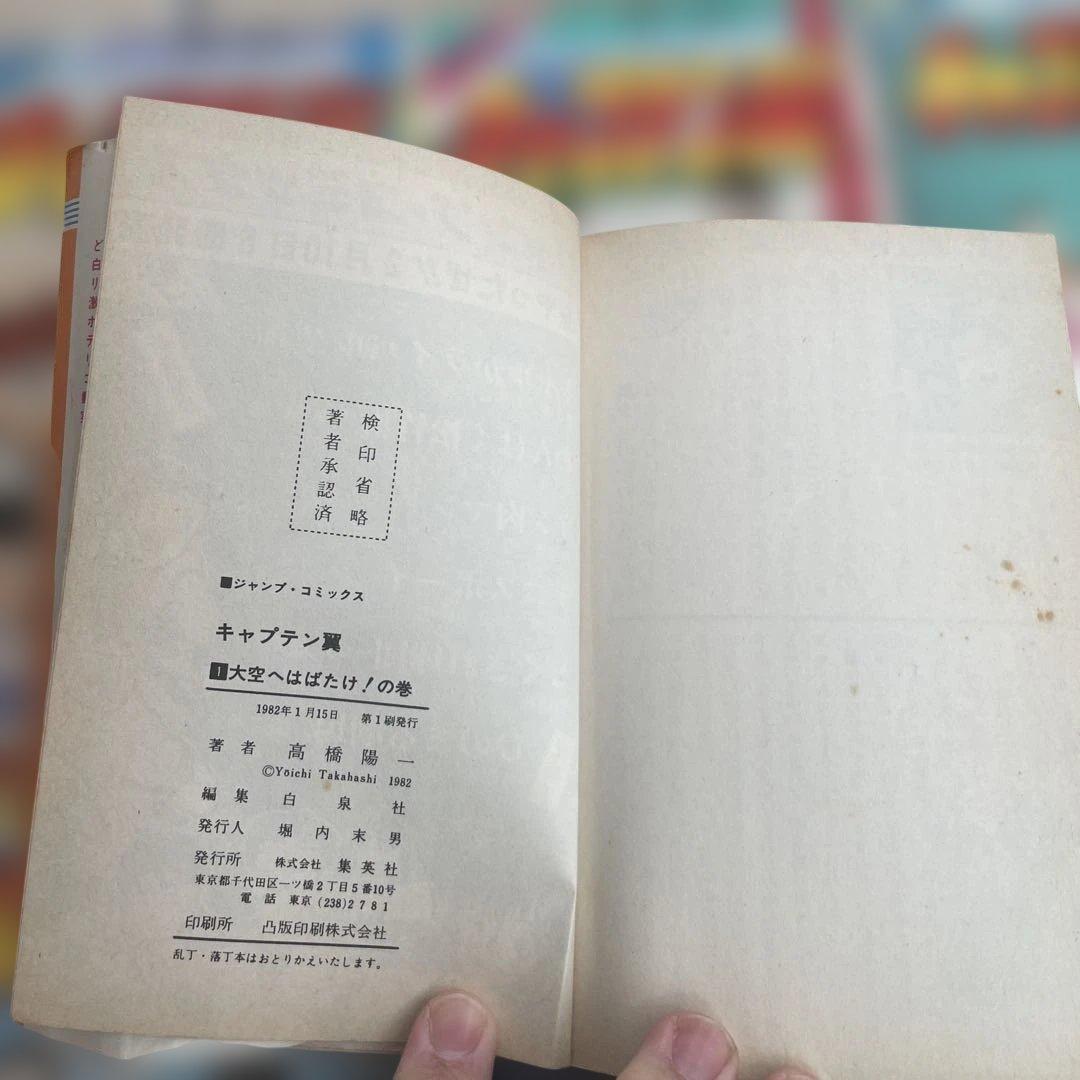 検印省略
著者承認済
■ジャンプ・コミックス
キャプテン翼
1大空へはばたけ!の巻
1982年1月15日 第1刷発行
著者 高橋陽一
©Yōichi Takahashi 1982
編集 白泉社
発行人 堀内末男
発行所 株式会社 集英社
東京都千代田区一ツ橋2丁目5番10号
電話 東京(238)2781
印刷所 凸版印刷株式会社
乱丁・落丁本はおとりかえいたします。